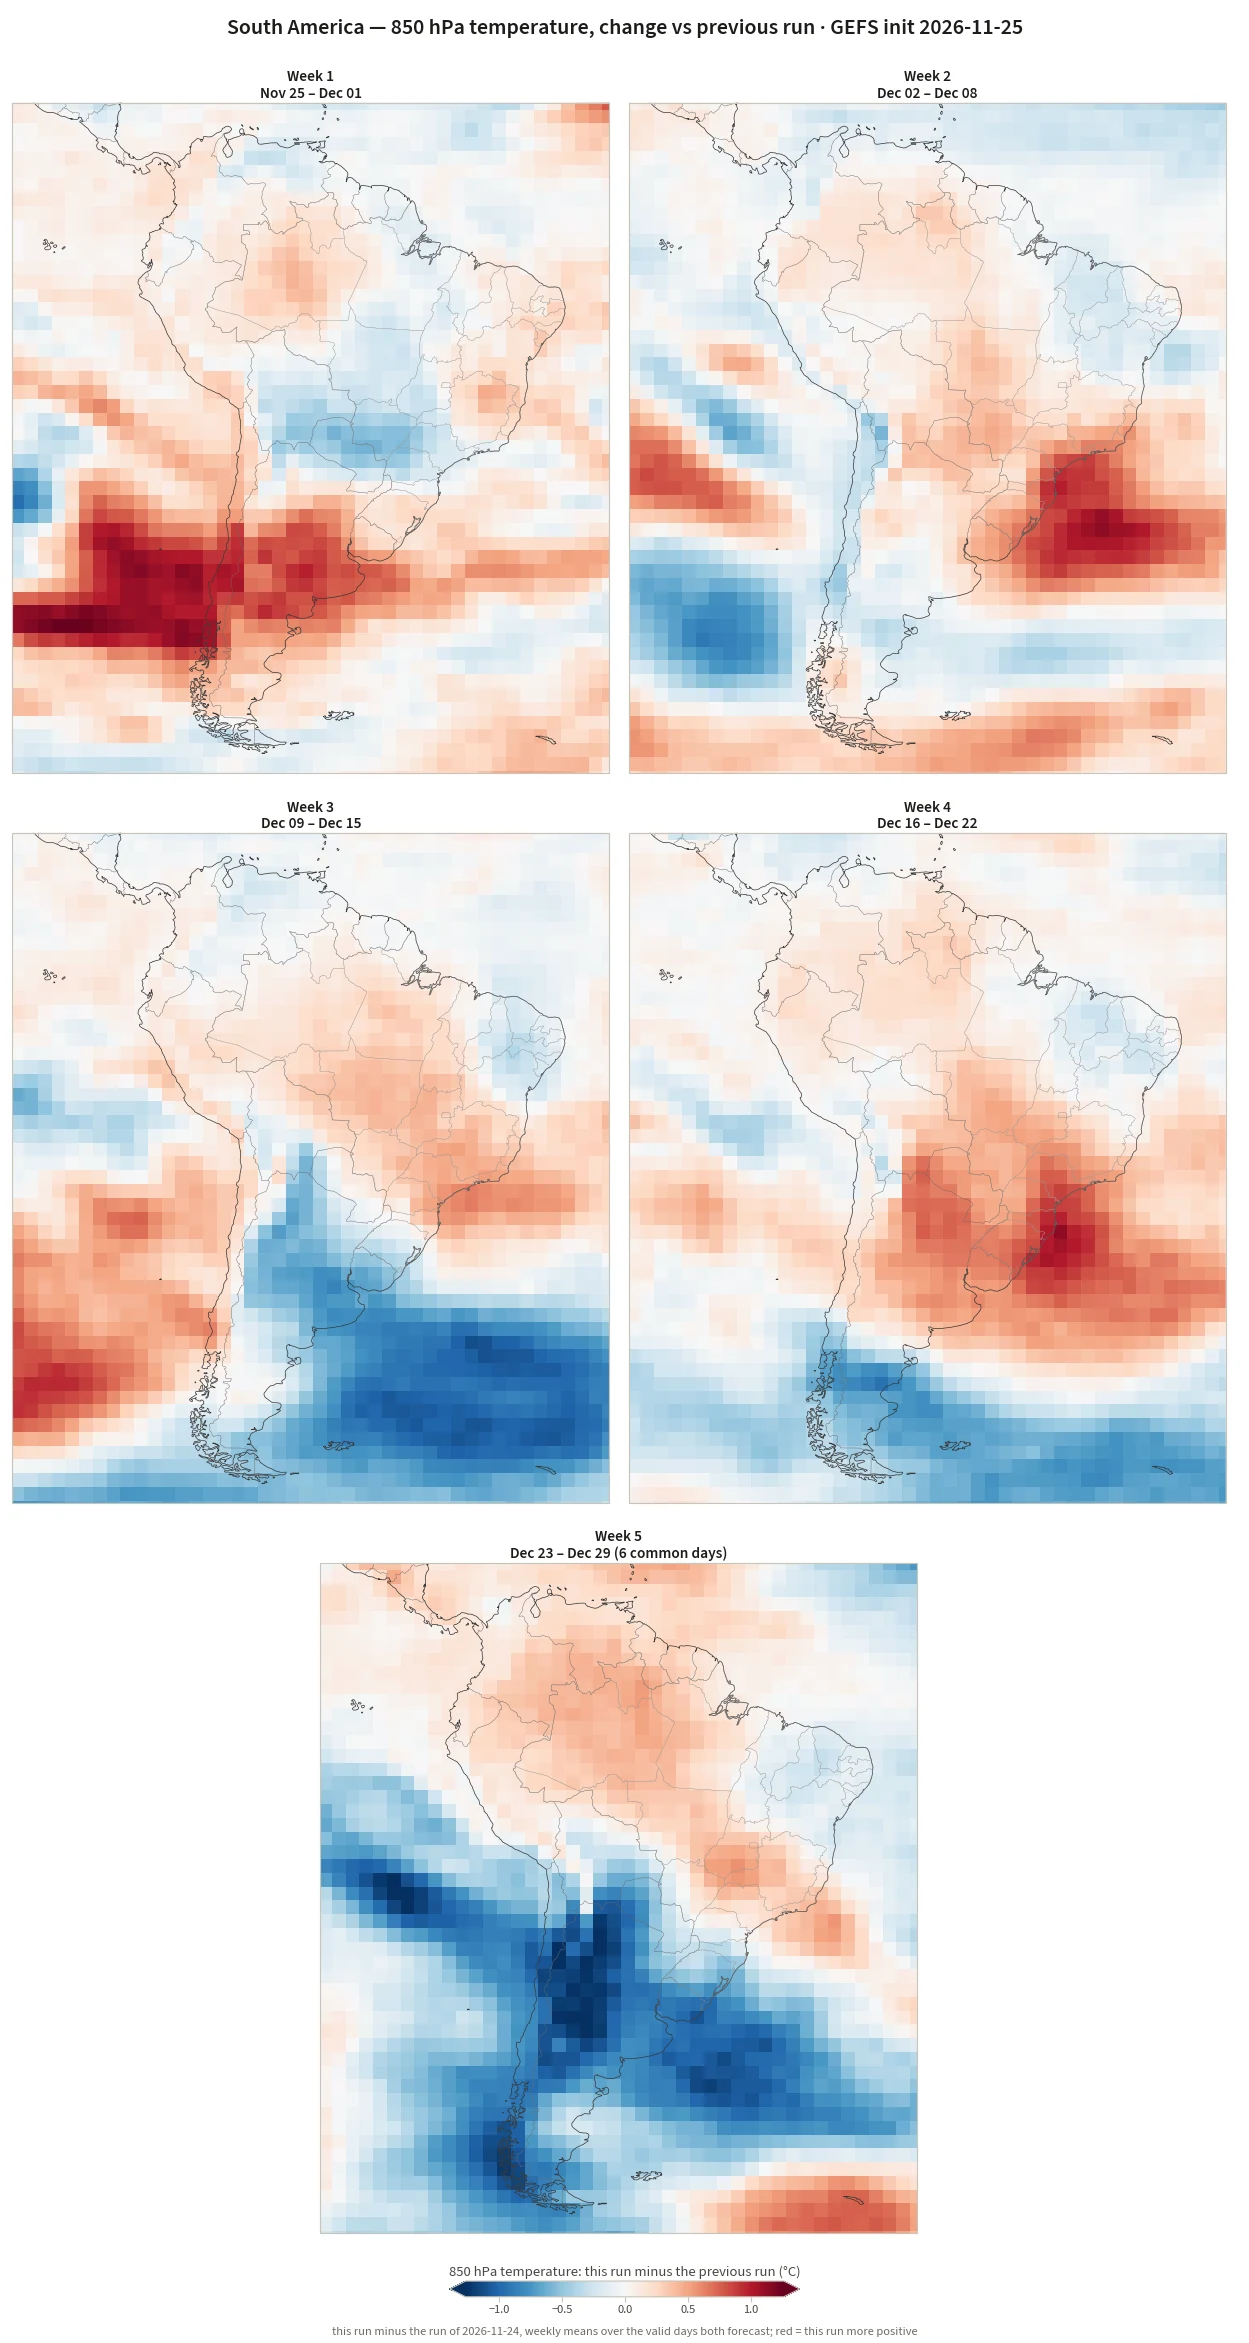 South America — 850 hPa temperature, change vs previous run · GEFS init 2026-11-25
Week 1
Nov 25 – Dec 01
Week 2
Dec 02 – Dec 08
Week 3
Dec 09 – Dec 15
Week 4
Dec 16 – Dec 22
Week 5
Dec 23 – Dec 29 (6 common days)
850 hPa temperature: this run minus the previous run (°C)
−1.0 −0.5 0.0 0.5 1.0
this run minus the run of 2026-11-24, weekly means over the valid days both forecast; red = this run more positive